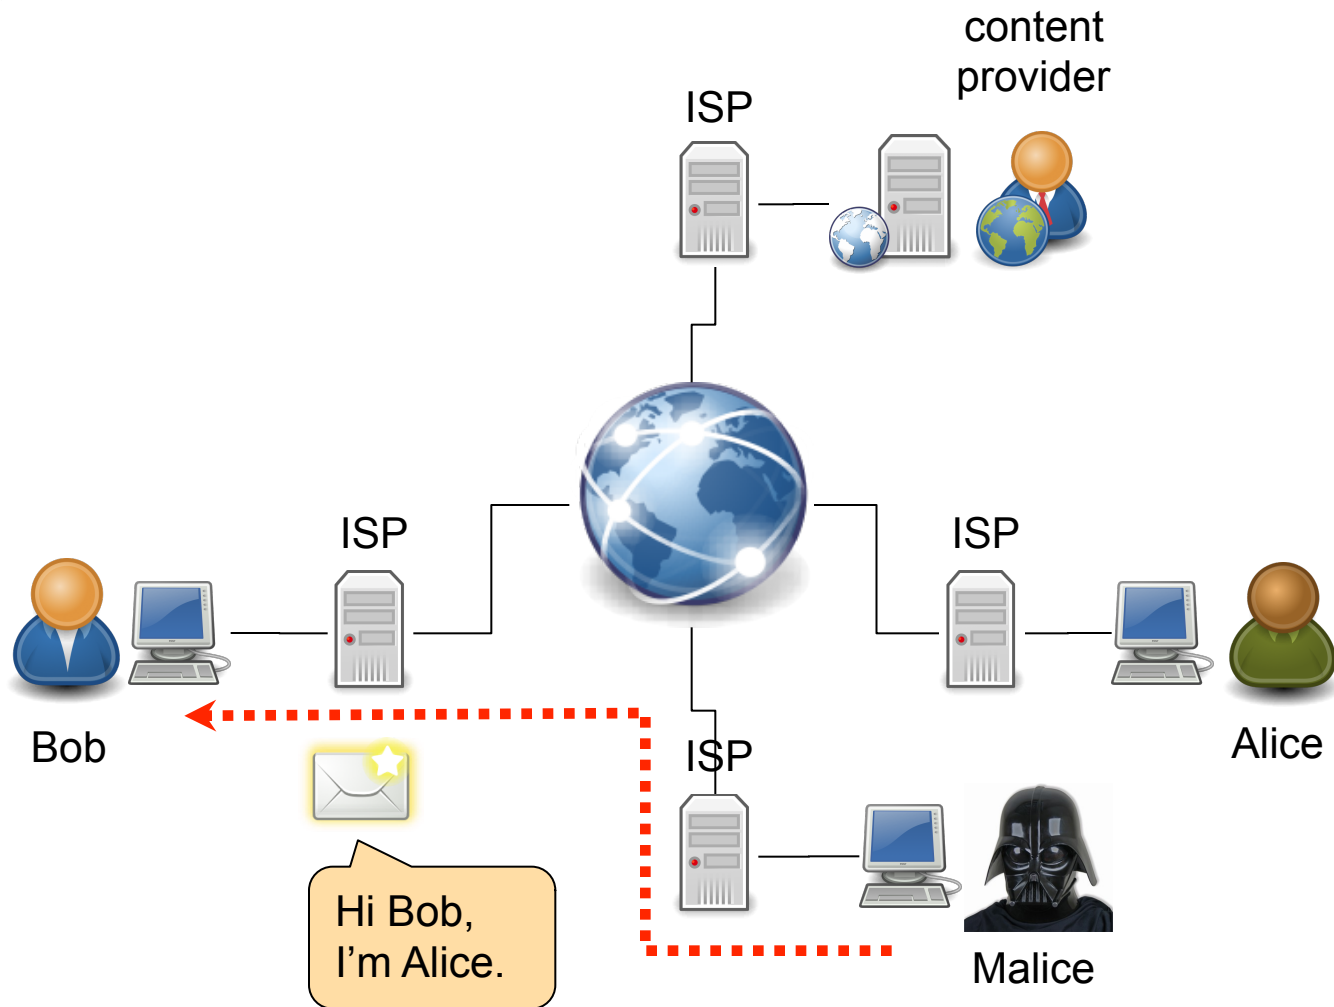 content
provider
ISP
ISP
ISP
Bob
Alice
ISP
Hi Bob,
I’m Alice.
Malice